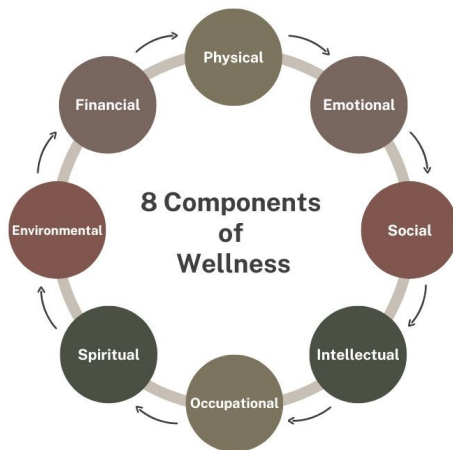 Physical
Emotional
Social
Intellectual
Occupational
Spiritual
Environmental
Financial
8 Components
of
Wellness